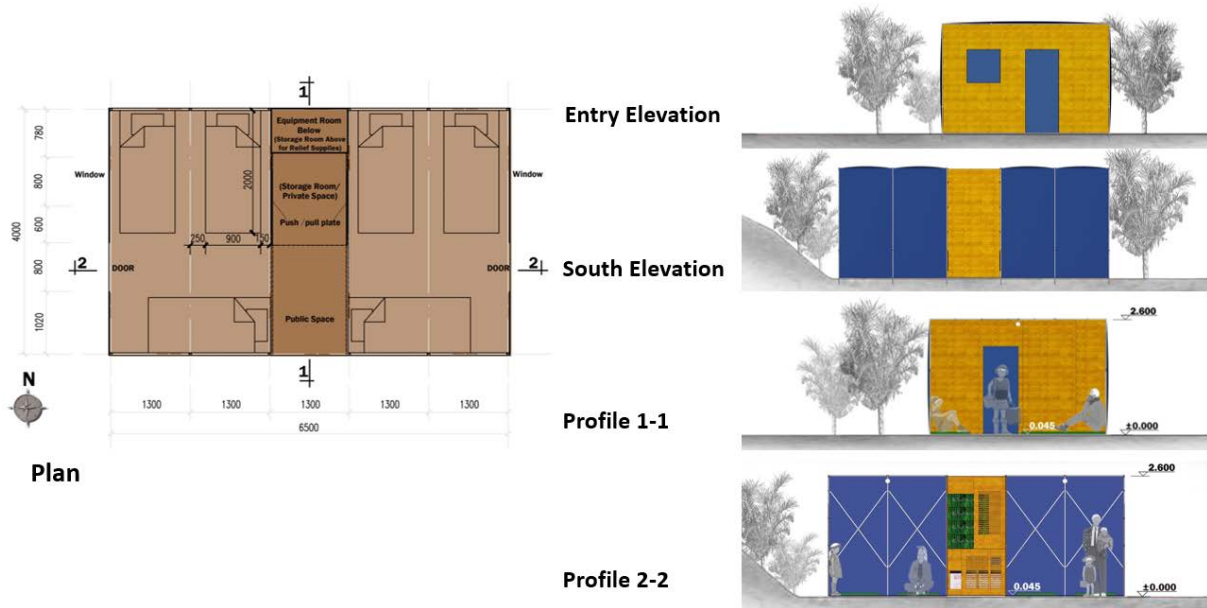 1
Equipment Room
Below
(Storage Room Above
for Relief Supplies)
Window
Window
(Storage Room/
Private Space)
Push /pull plate
2000
250
900
150
780
800
600
800
1020
4000
2
DOOR
DOOR
2
Public Space
1
N
1300
1300
1300
1300
1300
6500
Plan
Entry Elevation
South Elevation
2.600
Profile 1-1
0.045
±0.000
2.600
Profile 2-2
0.045
±0.000